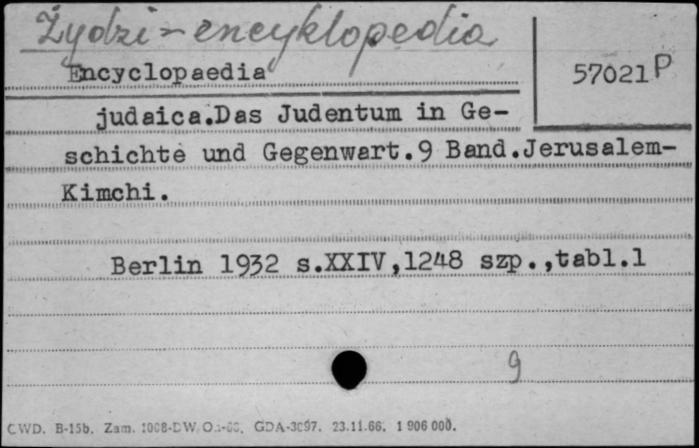 Żydzi - encyklopedia
Encyclopaedia
57021 P
judaica.Das Judentum in Ge-
schichte und Gegenwart.9 Band.Jerusalem-
Kimchi.
Berlin 1932 s.XXIV,1248 szp.,tabl.1
9
CWD. B-15b. Zam. GDA-3097. 23.11.66. 1 906 000.